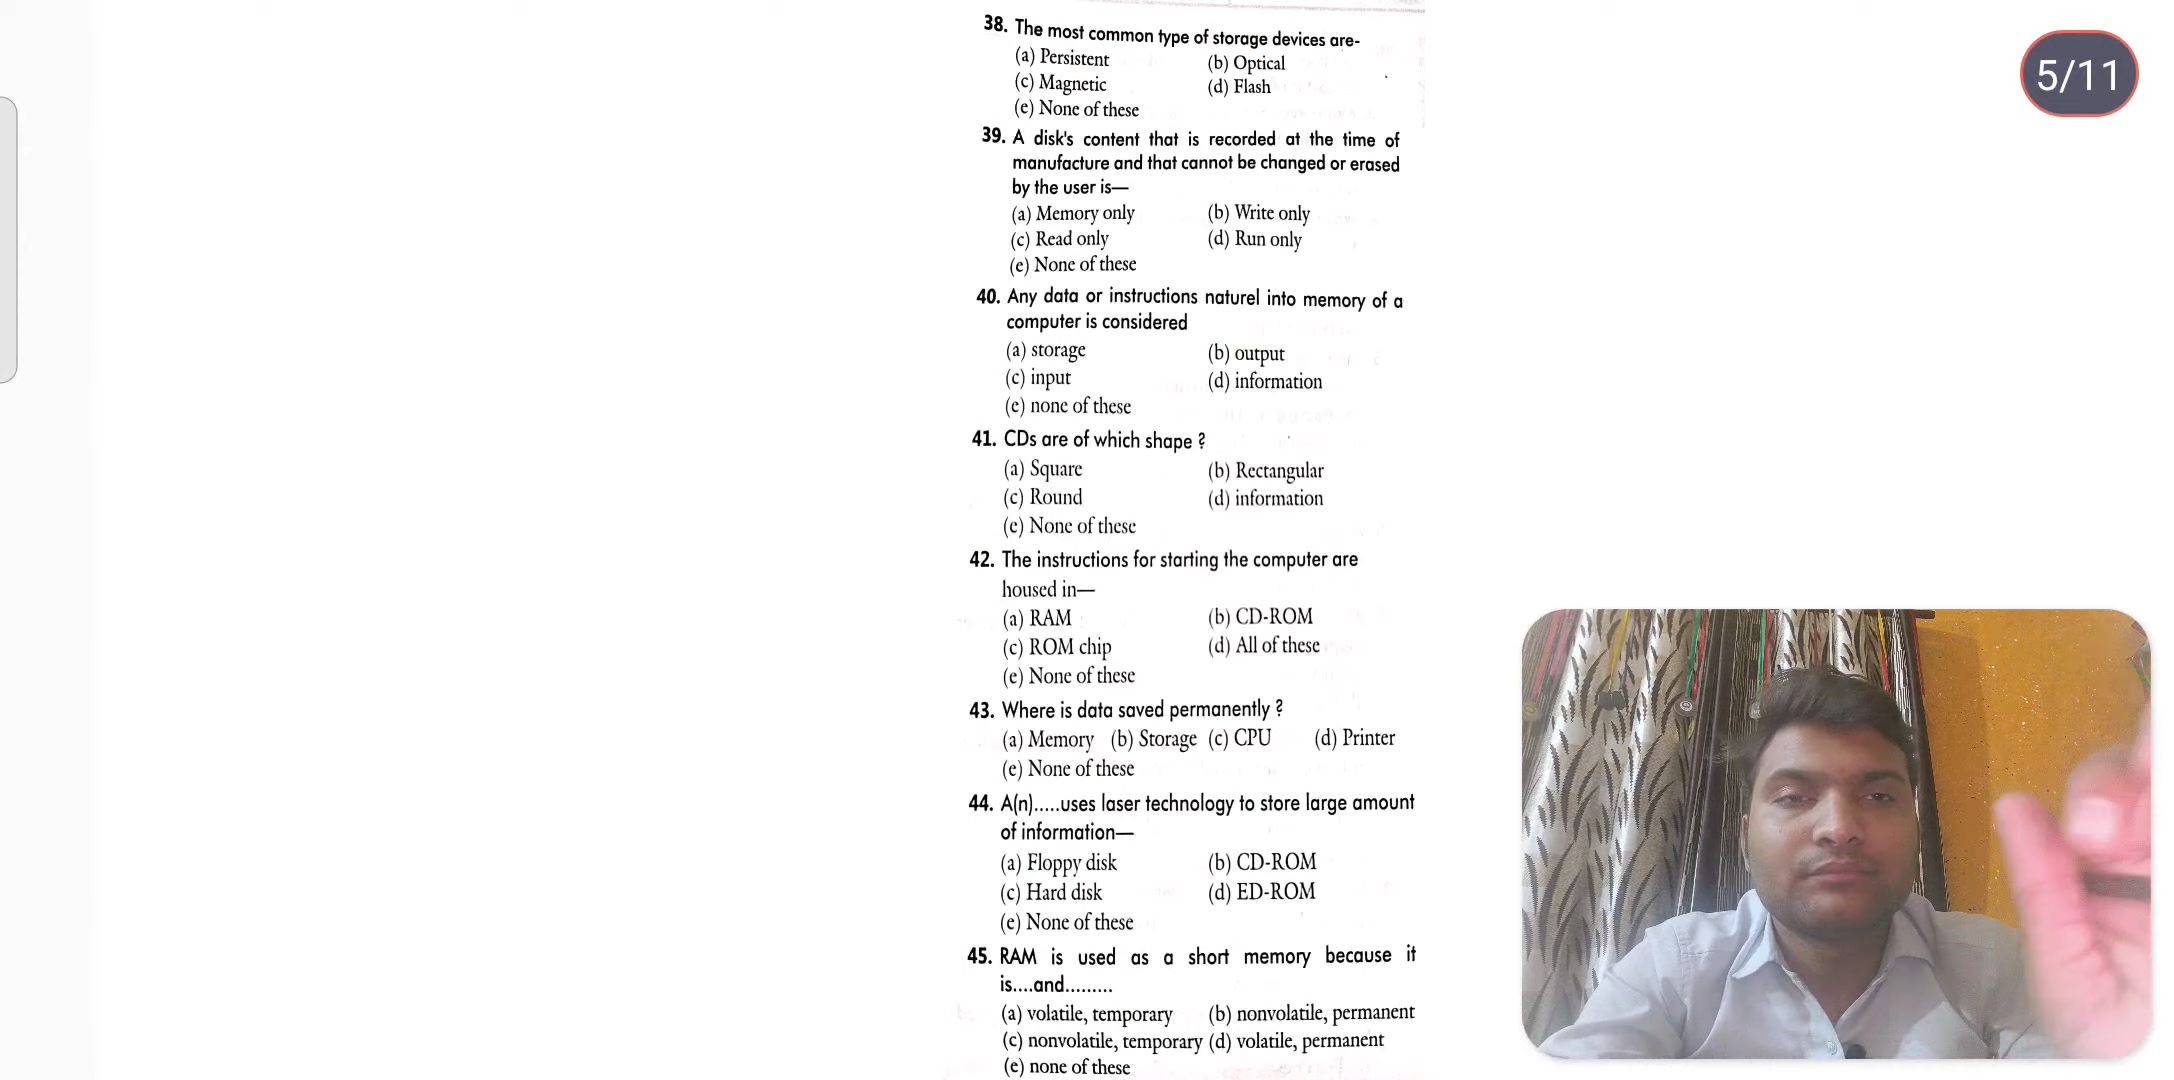 38. The most common type of storage devices are-
(a) Persistent (b) Optical
(c) Magnetic (d) Flash
(e) None of these
39. A disk's content that is recorded at the time of
manufacture and that cannot be changed or erased
by the user is—
(a) Memory only (b) Write only
(c) Read only (d) Run only
(e) None of these
40. Any data or instructions naturel into memory of a
computer is considered
(a) storage (b) output
(c) input (d) information
(e) none of these
41. CDs are of which shape ?
(a) Square (b) Rectangular
(c) Round (d) information
(e) None of these
42. The instructions for starting the computer are
housed in—
(a) RAM (b) CD-ROM
(c) ROM chip (d) All of these
(e) None of these
43. Where is data saved permanently ?
(a) Memory (b) Storage (c) CPU (d) Printer
(e) None of these
44. A(n).....uses laser technology to store large amount
of information—
(a) Floppy disk (b) CD-ROM
(c) Hard disk (d) ED-ROM
(e) None of these
45. RAM is used as a short memory because it
is....and.........
(a) volatile, temporary (b) nonvolatile, permanent
(c) nonvolatile, temporary (d) volatile, permanent
(e) none of these
5/11